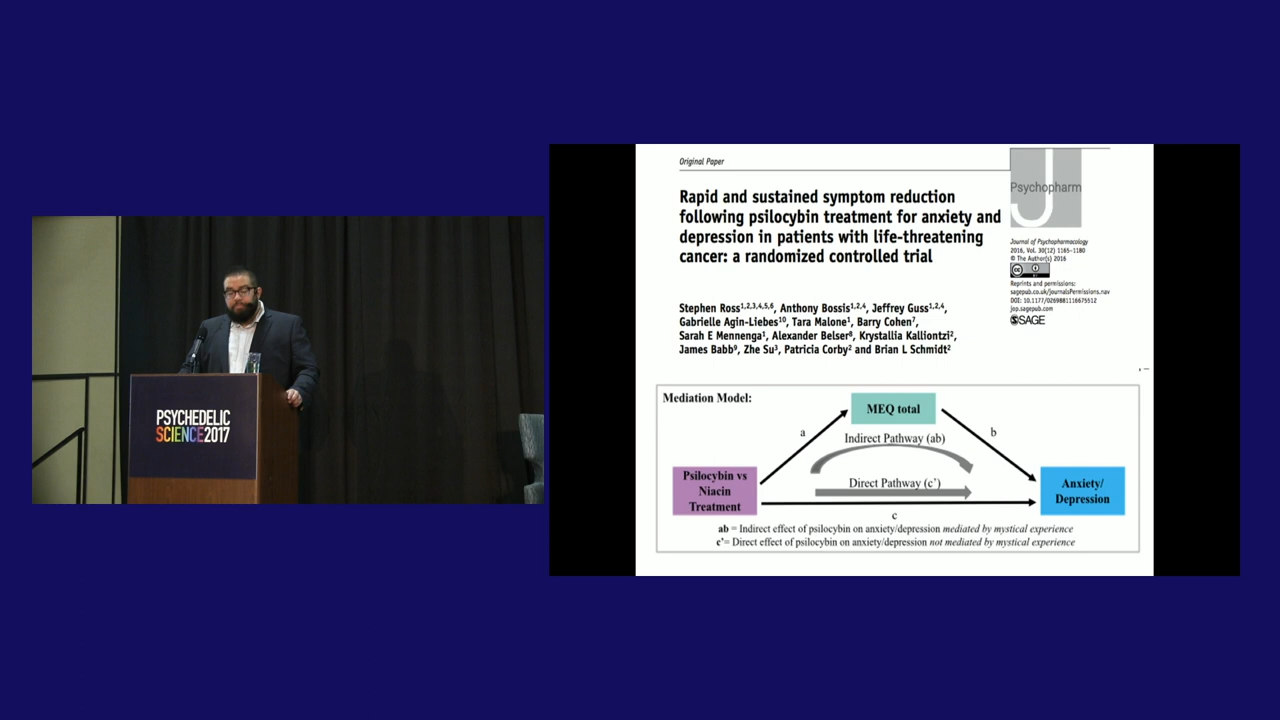 PSYCHEDELIC
SCIENCE2017
Original Paper
Rapid and sustained symptom reduction
following psilocybin treatment for anxiety and
depression in patients with life-threatening
cancer: a randomized controlled trial
Psychopharm
J
Journal of Psychopharmacology
2016, Vol. 30(12) 1165–1180
© The Author(s) 2016
cc
Reprints and permissions:
sagepub.co.uk/journalsPermissions.nav
DOI: 10.1177/0269881116675512
jop.sagepub.com
SAGE
Stephen Ross1,2,3,4,5,6, Anthony Bossis1,2,4, Jeffrey Guss1,2,4,
Gabrielle Agin-Liebes10, Tara Malone1, Barry Cohen7,
Sarah E Mennenga1, Alexander Belser8, Krystallia Kalliontzi2,
James Babb9, Zhe Su3, Patricia Corby2 and Brian L Schmidt2
Mediation Model:
MEQ total
a
b
Indirect Pathway (ab)
Psilocybin vs
Niacin
Treatment
Direct Pathway (c’)
Anxiety/
Depression
c
ab = Indirect effect of psilocybin on anxiety/depression mediated by mystical experience
c’= Direct effect of psilocybin on anxiety/depression not mediated by mystical experience